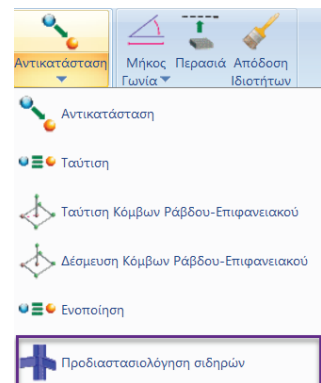 Αντικατάσταση
Μήκος Περασιά Απόδοση
Γωνία Ιδιοτήτων
Αντικατάσταση
Ταύτιση
Ταύτιση Κόμβων Ράβδου-Επιφανειακού
Δέσμευση Κόμβων Ράβδου-Επιφανειακού
Ενοποίηση
Προδιαστασιολόγηση σιδηρών